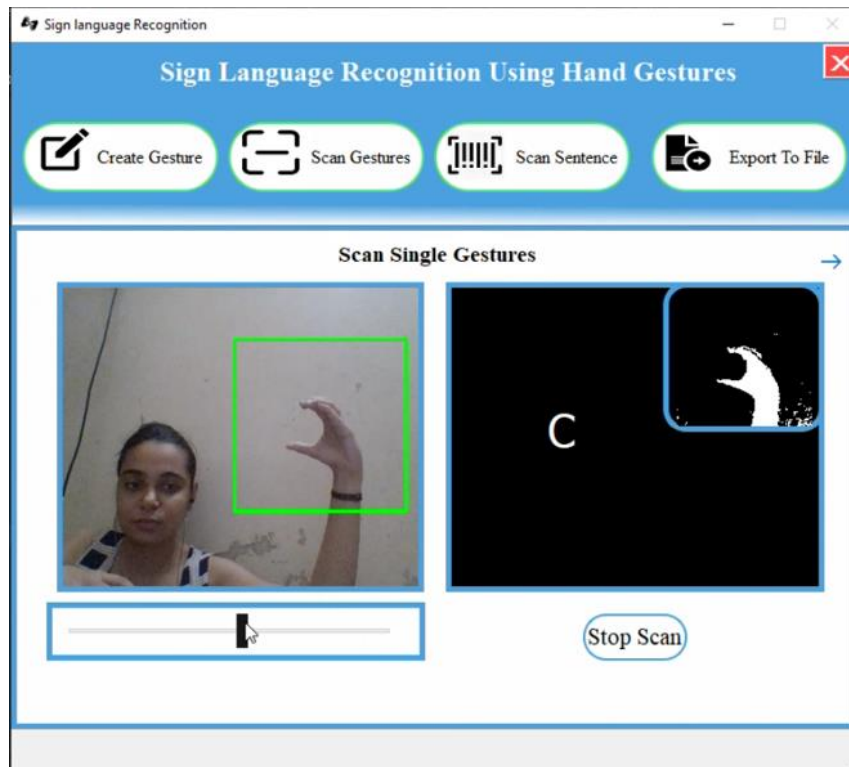 Sign language Recognition
Sign Language Recognition Using Hand Gestures
Create Gesture
Scan Gestures
Scan Sentence
Export To File
Scan Single Gestures
C
Stop Scan